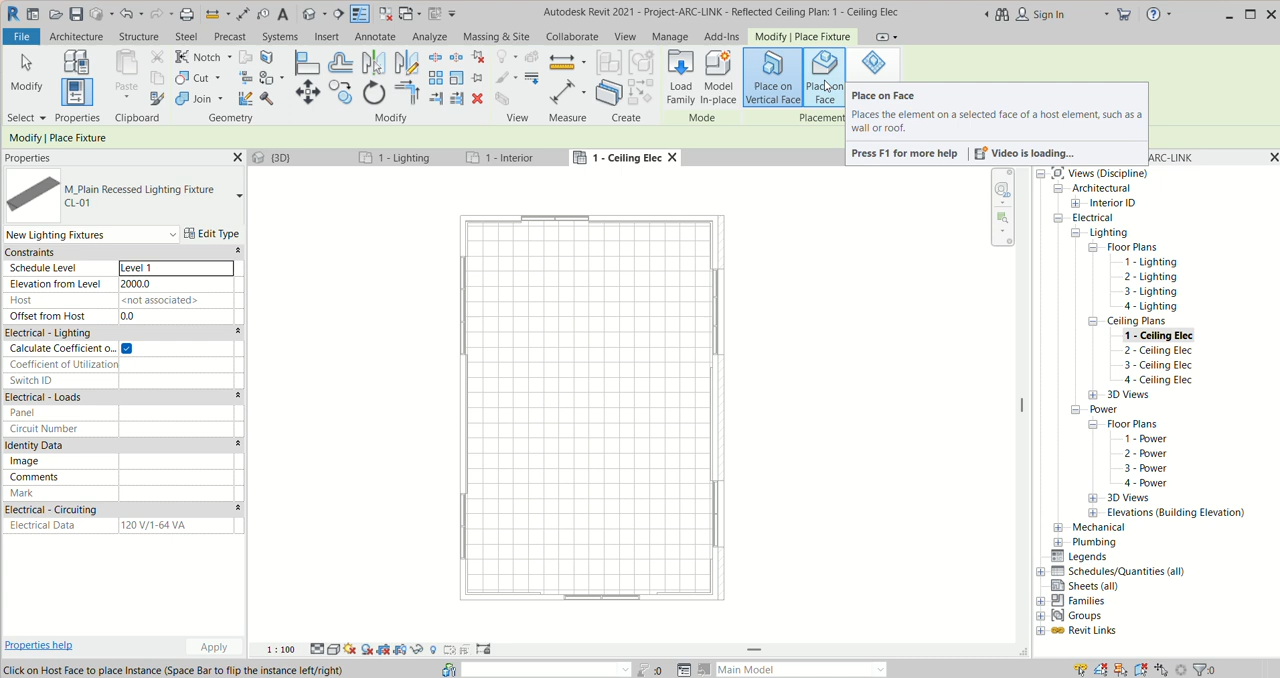 Autodesk Revit 2021 - Project-ARC-LINK - Reflected Ceiling Plan: 1 - Ceiling Elec
Sign In
File Architecture Structure Steel Precast Systems Insert Annotate Analyze Massing & Site Collaborate View Manage Add-Ins Modify | Place Fixture
Modify
Paste
Notch
Cut
Join
Load Family
Model In-place
Place on Vertical Face
Place on Face
Select Properties Clipboard Geometry Modify View Measure Create Mode Placement
Place on Face
Places the element on a selected face of a host element, such as a
wall or roof.
Press F1 for more help Video is loading...
Modify | Place Fixture
Properties
(3D) 1 - Lighting 1 - Interior 1 - Ceiling Elec
ARC-LINK
M_Plain Recessed Lighting Fixture
CL-01
New Lighting Fixtures Edit Type
Constraints
Schedule Level Level 1
Elevation from Level 2000.0
Host <not associated>
Offset from Host 0.0
Electrical - Lighting
Calculate Coefficient o...
Coefficient of Utilization
Switch ID
Electrical - Loads
Panel
Circuit Number
Identity Data
Image
Comments
Mark
Electrical - Circuiting
Electrical Data 120 V/1-64 VA
Properties help Apply
Views (Discipline)
Architectural
Interior ID
Electrical
Lighting
Floor Plans
1 - Lighting
2 - Lighting
3 - Lighting
4 - Lighting
Ceiling Plans
1 - Ceiling Elec
2 - Ceiling Elec
3 - Ceiling Elec
4 - Ceiling Elec
3D Views
Power
Floor Plans
1 - Power
2 - Power
3 - Power
4 - Power
3D Views
Elevations (Building Elevation)
Mechanical
Plumbing
Legends
Schedules/Quantities (all)
Sheets (all)
Families
Groups
Revit Links
1 : 100
Click on Host Face to place Instance (Space Bar to flip the instance left/right)
:0
Main Model
:0